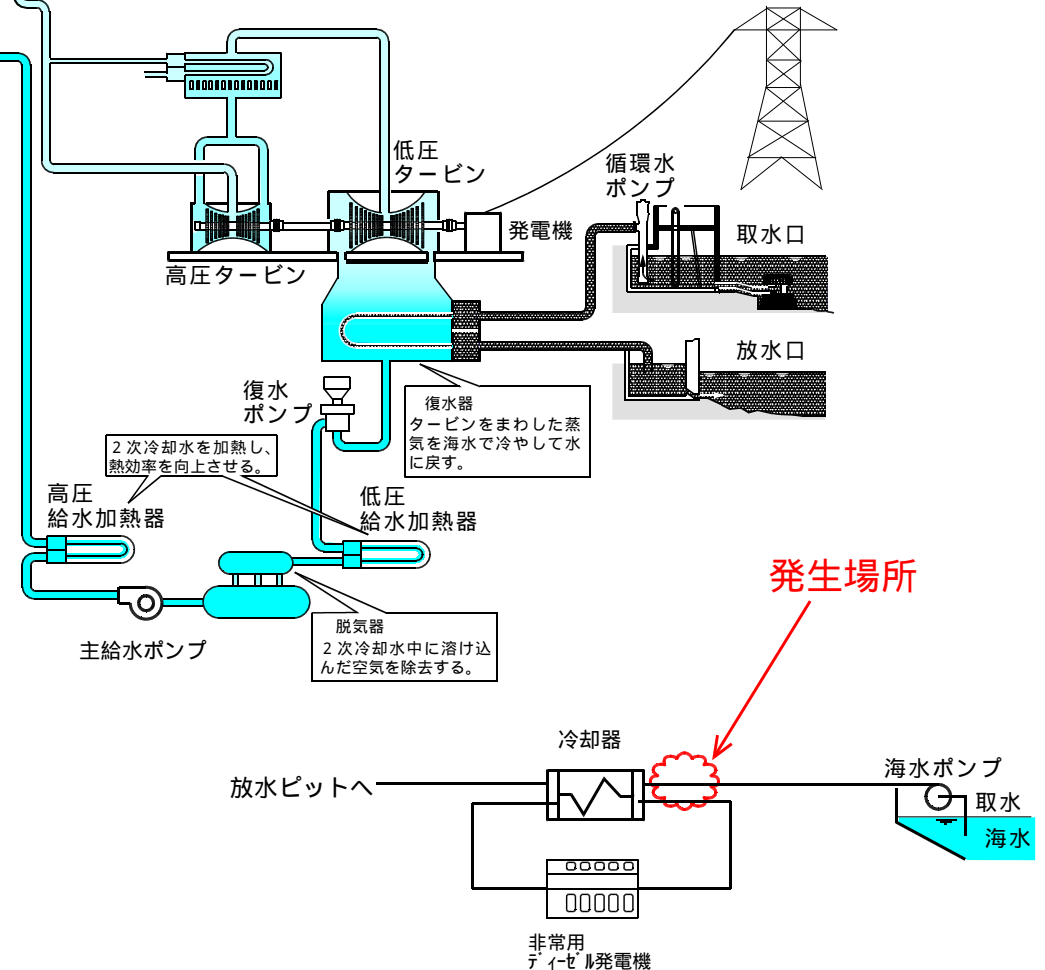 低圧
タービン
循環水
ポンプ
発電機
取水口
高圧タービン
放水口
復水
ポンプ
復水器
タービンをまわした蒸
気を海水で冷やして水
に戻す。
2次冷却水を加熱し、
熱効率を向上させる。
高圧
給水加熱器
低圧
給水加熱器
発生場所
脱気器
2次冷却水中に溶け込
んだ空気を除去する。
主給水ポンプ
冷却器
放水ピットへ
海水ポンプ
取水
海水
非常用
ﾃﾞｨｰｾﾞﾙ発電機